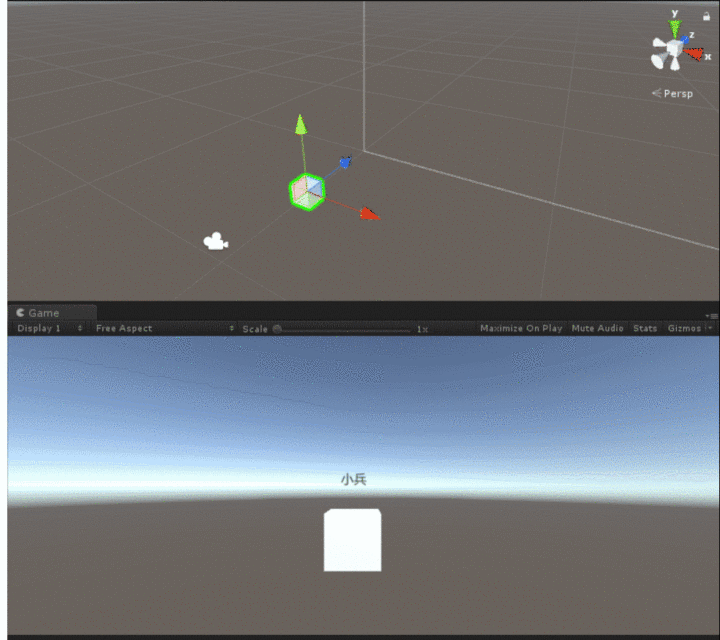 y
z
x
Persp
Game
Display 1 Free Aspect Scale 1x Maximize On Play Mute Audio Stats Gizmos
小兵